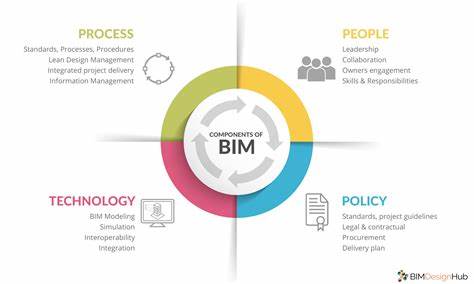 PROCESS
Standards, Processes, Procedures
Lean Design Management
Integrated project delivery
Information Management
PEOPLE
Leadership
Collaboration
Owners engagement
Skills & Responsibilities
COMPONENTS OF
BIM
TECHNOLOGY
BIM Modeling
Simulation
Interoperability
Integration
POLICY
Standards, project guidelines
Legal & contractual
Procurement
Delivery plan
BIMDesignHub